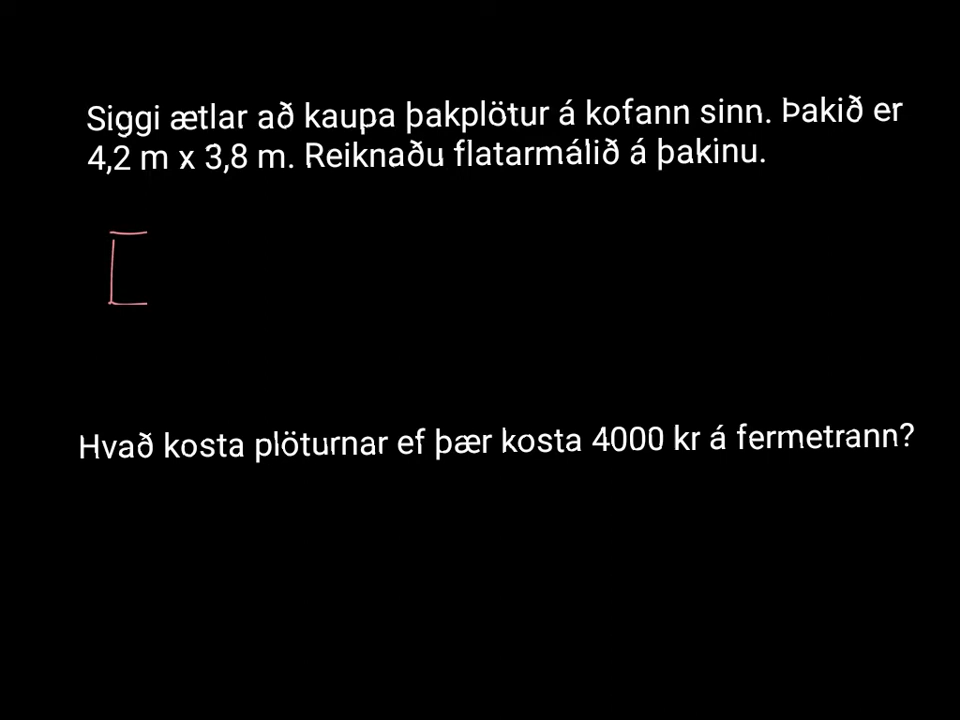 Siggi ætlar að kaupa þakplötur á kofann sinn. Þakið er
4,2 m x 3,8 m. Reiknaðu flatarmálið á þakinu.
Hvað kosta plöturnar ef þær kosta 4000 kr á fermetrann?